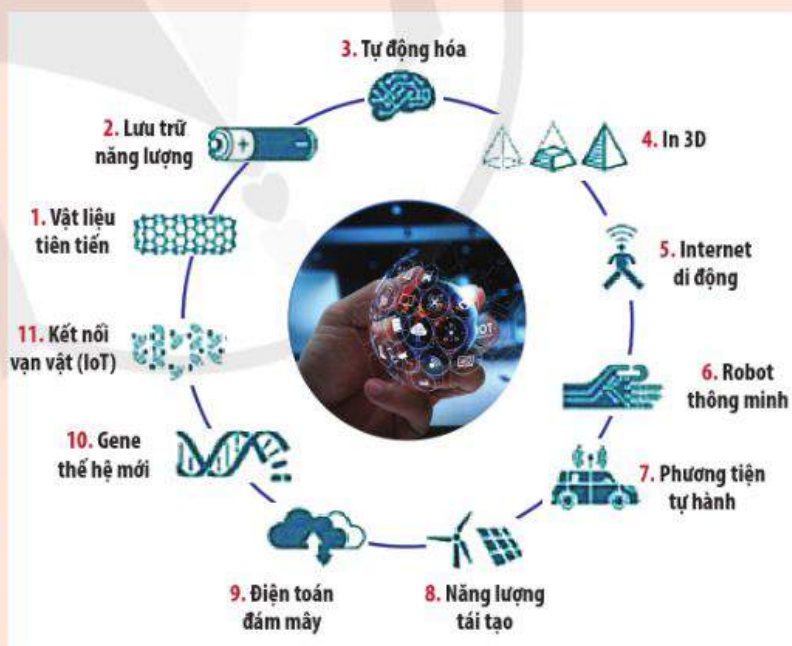 3. Tự động hóa
2. Lưu trữ
năng lượng
4. In 3D
1. Vật liệu
tiên tiến
5. Internet
di động
11. Kết nối
vạn vật (IoT)
6. Robot
thông minh
10. Gene
thế hệ mới
7. Phương tiện
tự hành
9. Điện toán
đám mây
8. Năng lượng
tái tạo
IOT